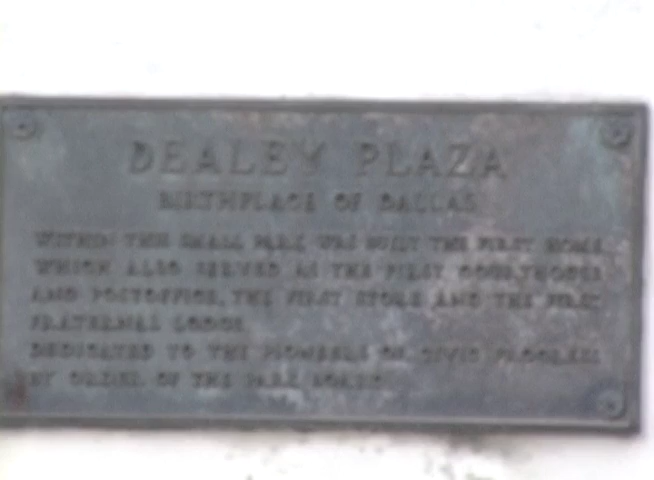 DEALEY PLAZA
BIRTHPLACE OF DALLAS
WITHIN THIS SMALL PARK WAS BUILT THE FIRST HOME
WHICH ALSO SERVED AS THE FIRST COURTHOUSE
AND POSTOFFICE, THE FIRST STORE AND THE FIRST
FRATERNAL LODGE.
DEDICATED TO THE PIONEERS OF CIVIC PROGRESS
BY ORDER OF THE PARK BOARD